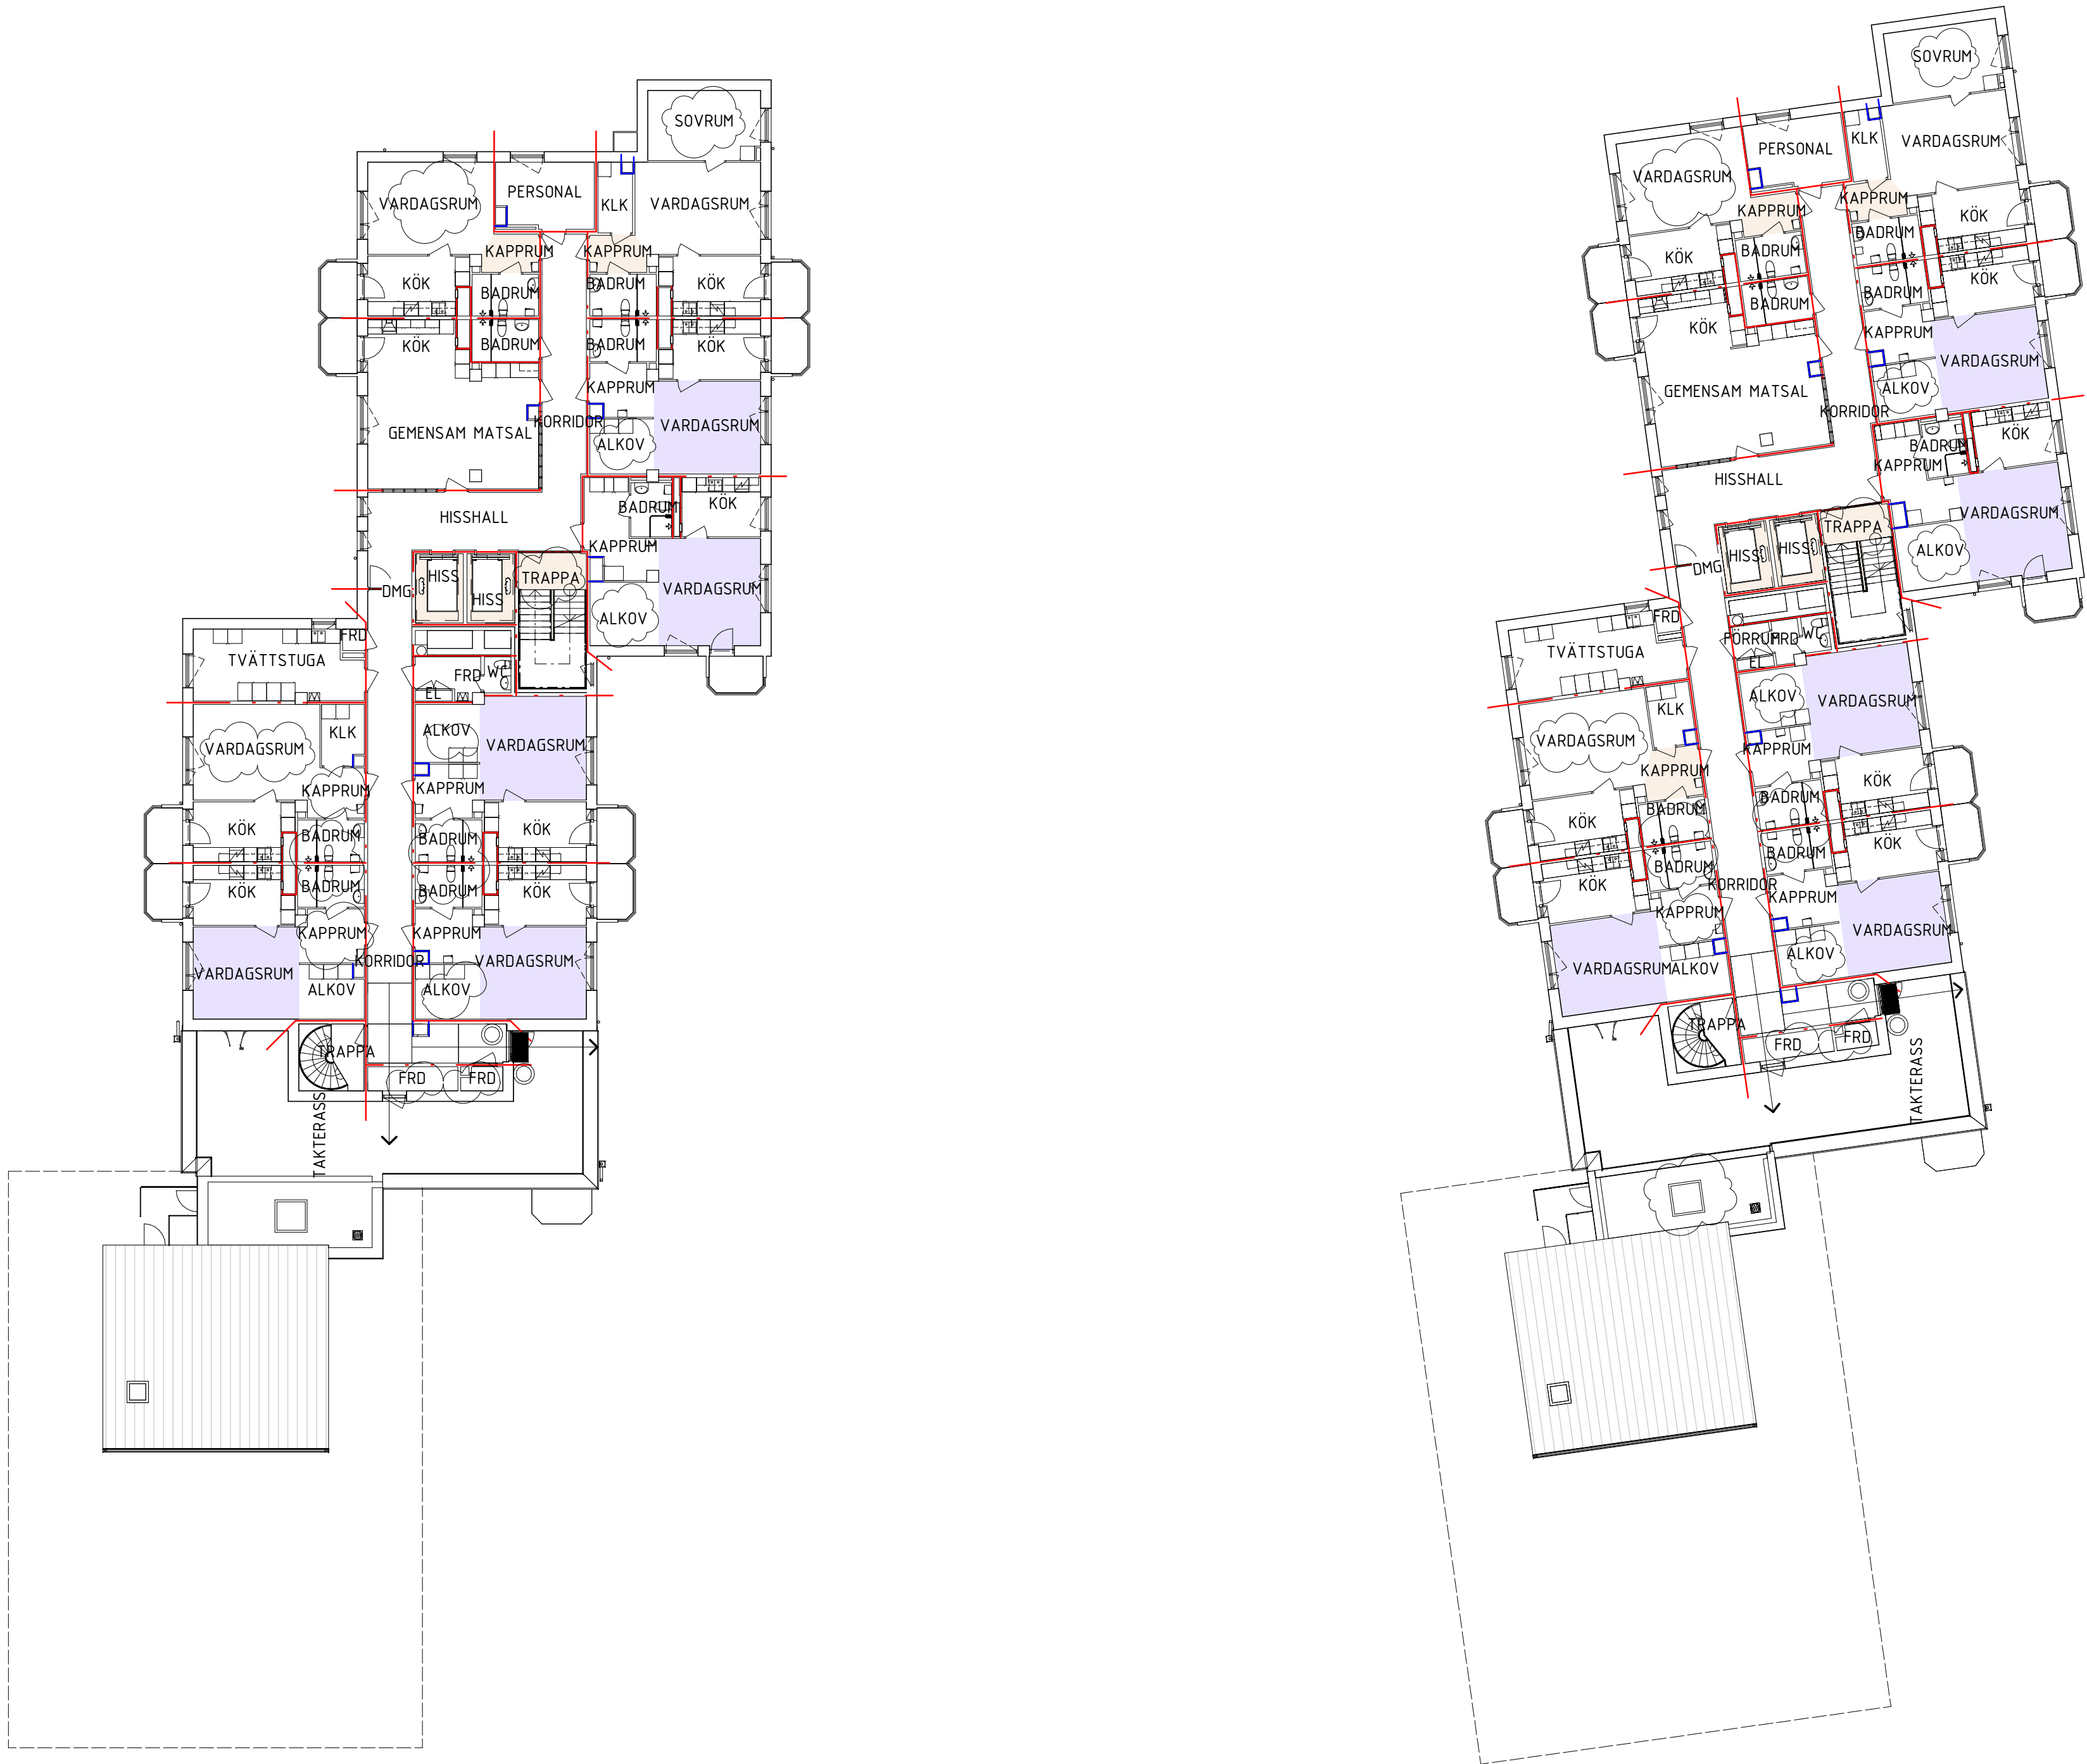 SOVRUM
PERSONAL
VARDAGSRUM
KLK
VARDAGSRUM
KAPPRUM
KAPPRUM
KÖK
BADRUM
BADRUM
KÖK
KÖK
BADRUM
BADRUM
KÖK
KAPPRUM
GEMENSAM MATSAL
KORRIDOR
VARDAGSRUM
ALKOV
HISSHALL
BADRUM
KÖK
KAPPRUM
DMG
HISS
HISS
TRAPPA
VARDAGSRUM
ALKOV
FRD
TVÄTTSTUGA
FRD
WC
EL
VARDAGSRUM
KLK
ALKOV
VARDAGSRUM
KAPPRUM
KAPPRUM
KÖK
BADRUM
BADRUM
KÖK
KÖK
BADRUM
BADRUM
KÖK
KAPPRUM
KAPPRUM
VARDAGSRUM
KORRIDOR
VARDAGSRUM
ALKOV
ALKOV
TRAPPA
FRD
FRD
TAKTERASS
SOVRUM
PERSONAL
KLK
VARDAGSRUM
VARDAGSRUM
KAPPRUM
KAPPRUM
KÖK
BADRUM
KÖK
BADRUM
KÖK
BADRUM
BADRUM
KÖK
KAPPRUM
VARDAGSRUM
GEMENSAM MATSAL
ALKOV
KORRIDOR
KÖK
BADRUM
KAPPRUM
HISSHALL
VARDAGSRUM
TRAPPA
HISS
HISS
ALKOV
DMG
FRD
FÖRRUM
FRD
WC
TVÄTTSTUGA
EL
ALKOV
VARDAGSRUM
KLK
VARDAGSRUM
KAPPRUM
KAPPRUM
KÖK
BADRUM
BADRUM
KÖK
KÖK
BADRUM
BADRUM
KÖK
KORRIDOR
KAPPRUM
KAPPRUM
VARDAGSRUM
ALKOV
VARDAGSRUM
ALKOV
TRAPPA
FRD
FRD
TAKTERASS